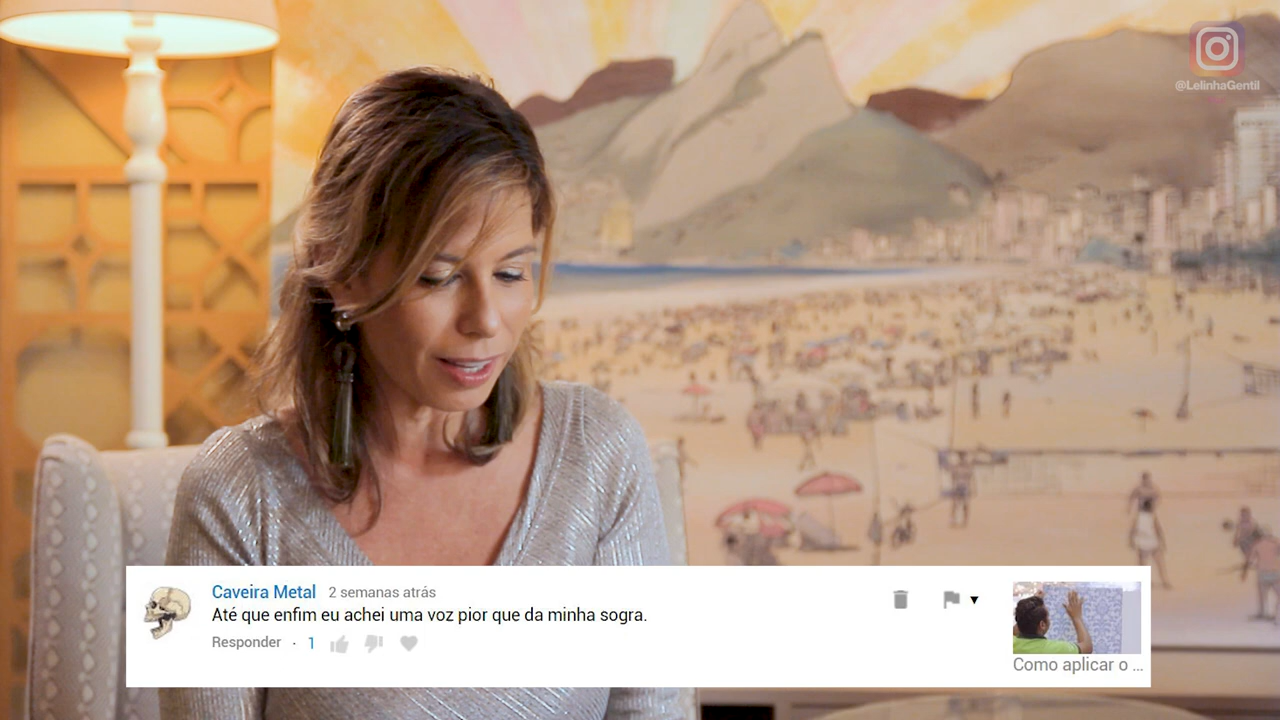 @LelinhaGentil
Caveira Metal 2 semanas atrás
Até que enfim eu achei uma voz pior que da minha sogra.
Responder · 1
Como aplicar o ...